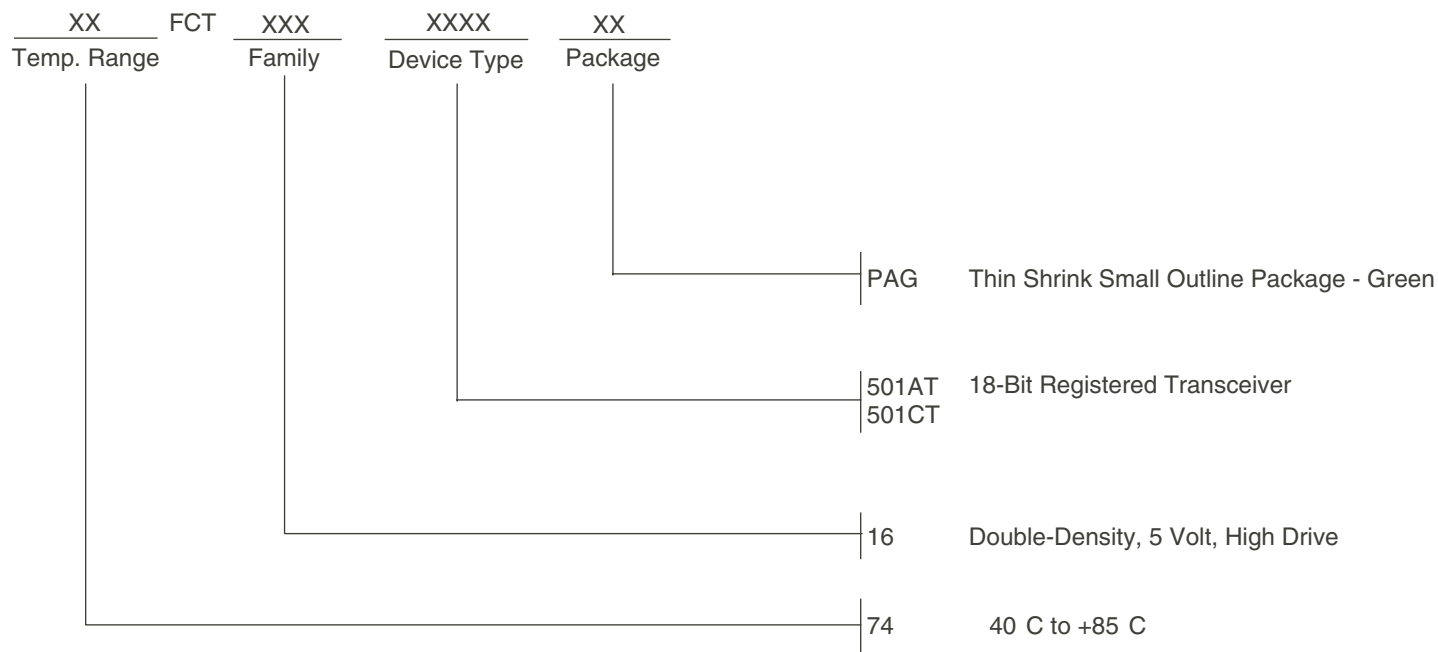 XX FCT XXX XXXX XX
Temp. Range Family Device Type Package
PAG Thin Shrink Small Outline Package - Green
501AT 18-Bit Registered Transceiver
501CT
16 Double-Density, 5 Volt, High Drive
74 40 C to +85 C